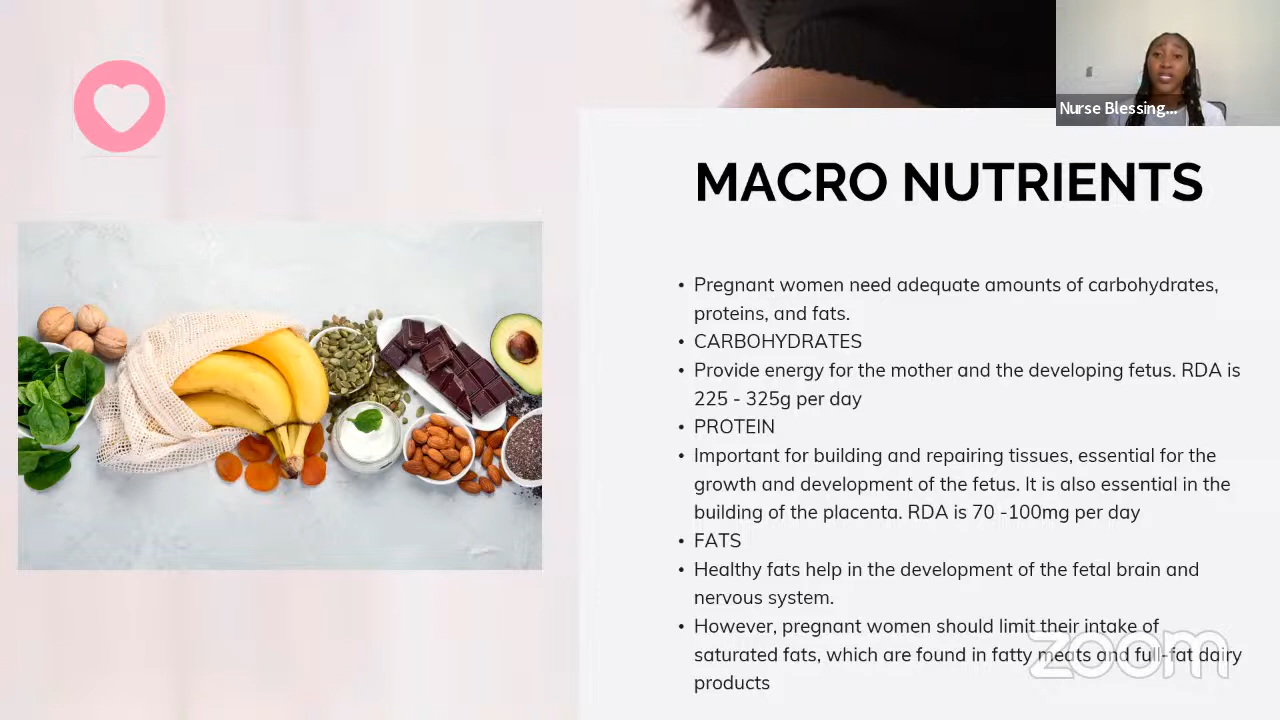 Nurse Blessing...
MACRO NUTRIENTS
• Pregnant women need adequate amounts of carbohydrates,
proteins, and fats.
• CARBOHYDRATES
• Provide energy for the mother and the developing fetus. RDA is
225 - 325g per day
• PROTEIN
• Important for building and repairing tissues, essential for the
growth and development of the fetus. It is also essential in the
building of the placenta. RDA is 70 -100mg per day
• FATS
• Healthy fats help in the development of the fetal brain and
nervous system.
• However, pregnant women should limit their intake of
saturated fats, which are found in fatty meats and full-fat dairy
products
zoom